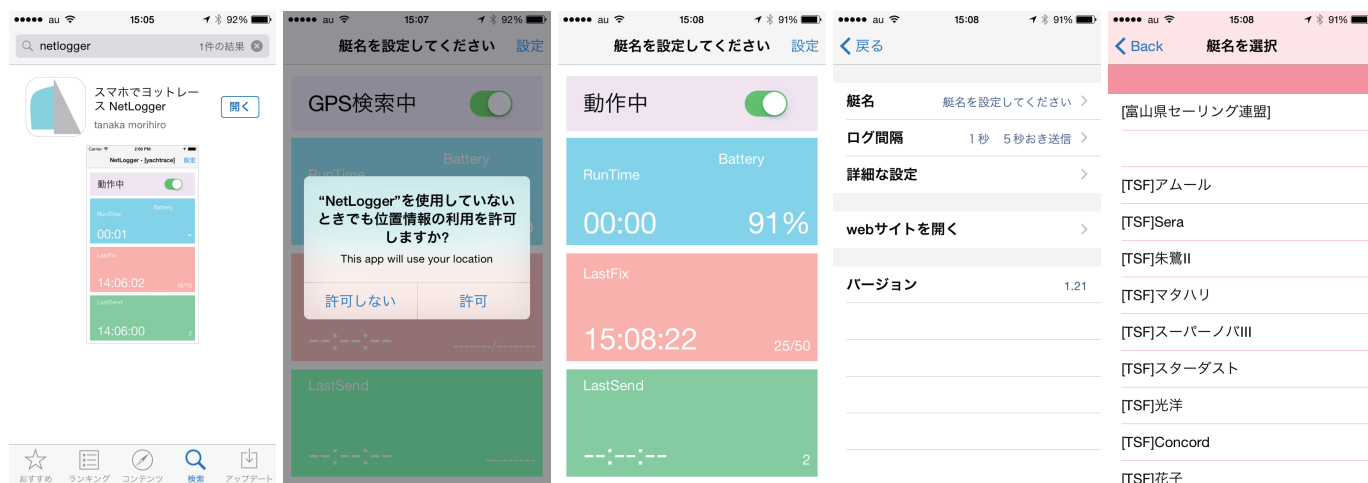 au 15:05 92%
netlogger 1件の結果
スマホでヨットレー
ス NetLogger
tanaka morihiro
開く
Carrier 2:06 PM
NetLogger - [yachtrace] 設定
動作中
Battery
RunTime
00:01
LastFix
14:06:02
LastSend
14:06:00 2
おすすめ ランキング コンテンツ 検索 アップデート
au 15:07 92%
艇名を設定してください 設定
GPS検索中
Battery
RunTime
“NetLogger”を使用していない
ときでも位置情報の利用を許可
しますか?
This app will use your location
許可しない 許可
--:--:-- ------/------
LastSend
--:--:-- ---------
au 15:08 91%
艇名を設定してください 設定
動作中
Battery
RunTime
00:00 91%
LastFix
15:08:22 25/50
LastSend
--:--:-- 2
au 15:08 91%
戻る
艇名 艇名を設定してください
ログ間隔 1秒 5秒おき送信
詳細な設定
webサイトを開く
バージョン 1.21
au 15:08 91%
Back 艇名を選択
[富山県セーリング連盟]
[TSF]アムール
[TSF]Sera
[TSF]朱鷺II
[TSF]マタハリ
[TSF]スーパーノバIII
[TSF]スターダスト
[TSF]光洋
[TSF]Concord
[TSF]花子